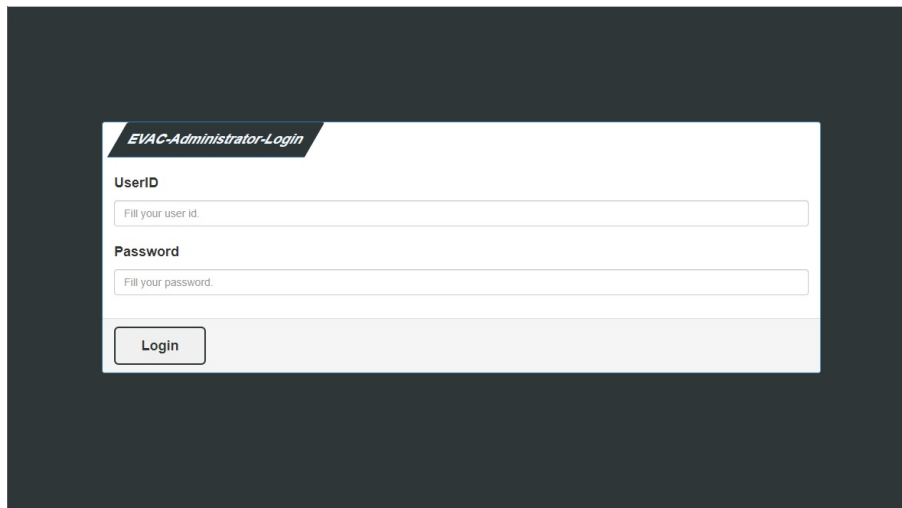 EVAC-Administrator-Login
UserID
Fill your user id.
Password
Fill your password.
Login